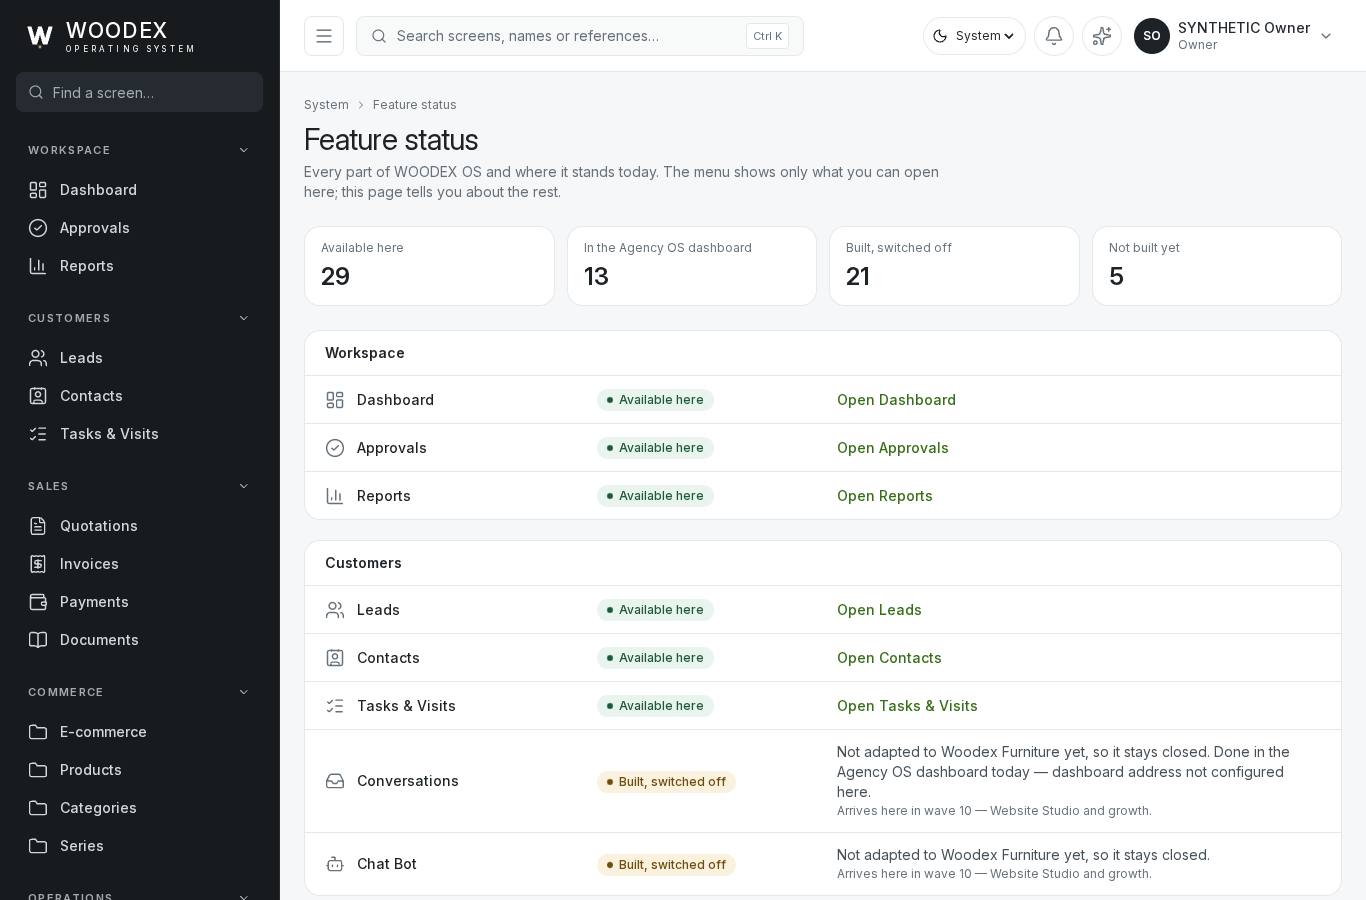 WOODEX
OPERATING SYSTEM
Find a screen...
WORKSPACE
Dashboard
Approvals
Reports
CUSTOMERS
Leads
Contacts
Tasks & Visits
SALES
Quotations
Invoices
Payments
Documents
COMMERCE
E-commerce
Products
Categories
Series
OPERATIONS
Search screens, names or references...
Ctrl K
System
SO
SYNTHETIC Owner
Owner
System
Feature status
Feature status
Every part of WOODEX OS and where it stands today. The menu shows only what you can open
here; this page tells you about the rest.
Available here
29
In the Agency OS dashboard
13
Built, switched off
21
Not built yet
5
Workspace
Dashboard Available here Open Dashboard
Approvals Available here Open Approvals
Reports Available here Open Reports
Customers
Leads Available here Open Leads
Contacts Available here Open Contacts
Tasks & Visits Available here Open Tasks & Visits
Conversations Built, switched off
Not adapted to Woodex Furniture yet, so it stays closed. Done in the
Agency OS dashboard today — dashboard address not configured
here.
Arrives here in wave 10 — Website Studio and growth.
Chat Bot Built, switched off
Not adapted to Woodex Furniture yet, so it stays closed.
Arrives here in wave 10 — Website Studio and growth.